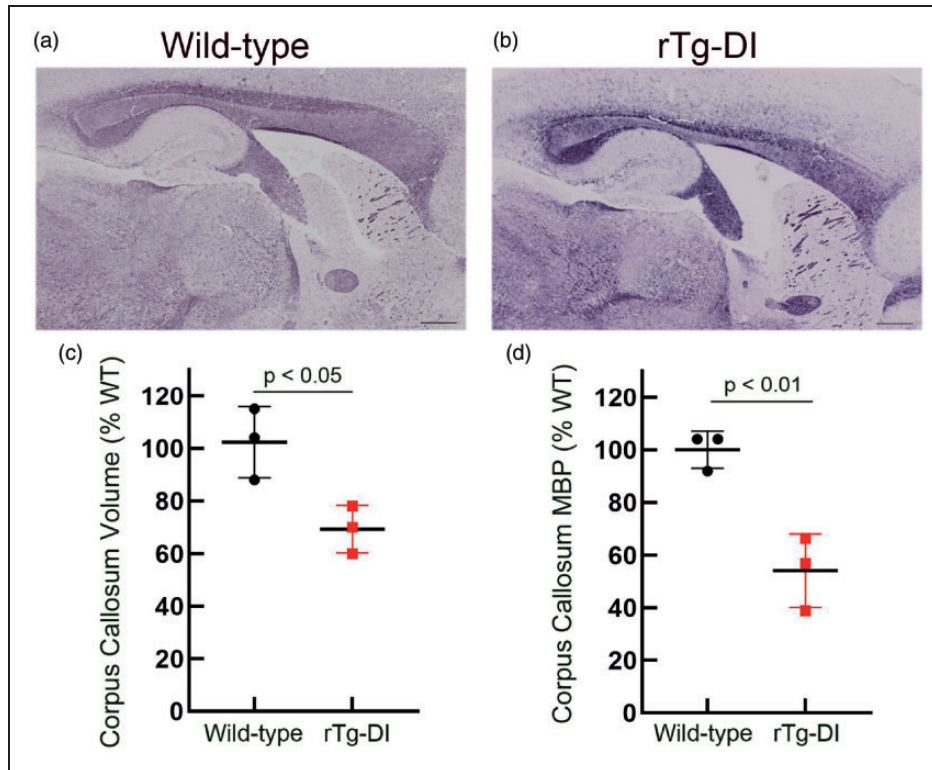 (a)
Wild-type
(b)
rTg-DI
(c)
Corpus Callosum Volume (% WT)
120
100
80
60
40
20
0
p < 0.05
Wild-type
rTg-DI
(d)
Corpus Callosum MBP (% WT)
120
100
80
60
40
20
0
p < 0.01
Wild-type
rTg-DI